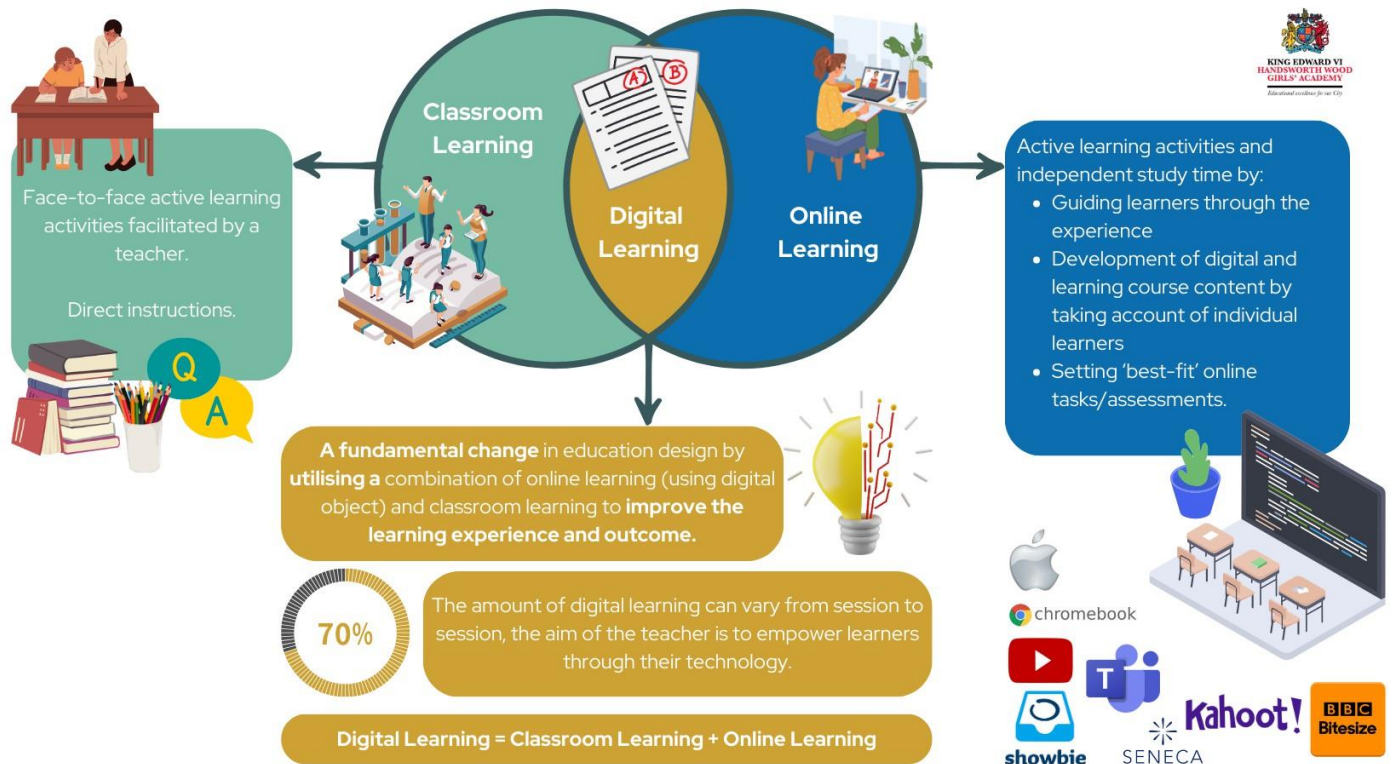 KING EDWARD VI
HANDSWORTH WOOD
GIRLS' ACADEMY
Educational excellence for our City
A
B
Classroom
Learning
Digital
Learning
Online
Learning
Face-to-face active learning
activities facilitated by a
teacher.
Direct instructions.
Q
A
Active learning activities and
independent study time by:
• Guiding learners through the
experience
• Development of digital and
learning course content by
taking account of individual
learners
• Setting ‘best-fit’ online
tasks/assessments.
A fundamental change in education design by
utilising a combination of online learning (using digital
object) and classroom learning to improve the
learning experience and outcome.
70%
The amount of digital learning can vary from session to
session, the aim of the teacher is to empower learners
through their technology.
Digital Learning = Classroom Learning + Online Learning
chromebook
T
showbie
SENECA
Kahoot!
BBC
Bitesize